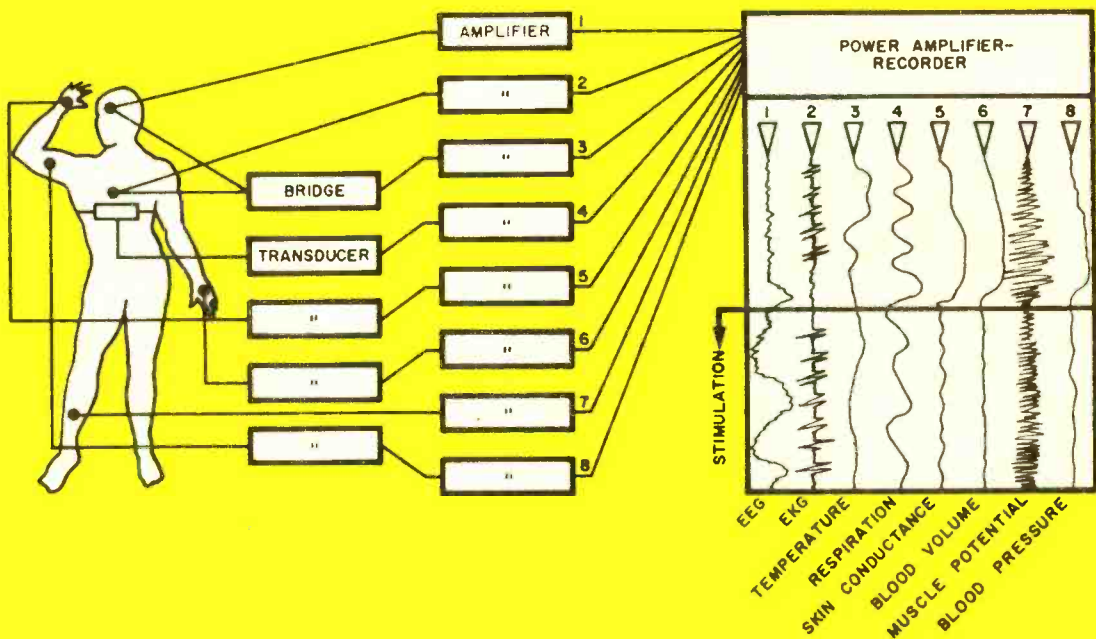 AMPLIFIER 1
" 2
" 3
" 4
" 5
" 6
" 7
" 8
BRIDGE
TRANSDUCER
"
"
"
POWER AMPLIFIER-
RECORDER
1 2 3 4 5 6 7 8
STIMULATION
EEG
EKG
TEMPERATURE
RESPIRATION
SKIN CONDUCTANCE
BLOOD VOLUME
MUSCLE POTENTIAL
BLOOD PRESSURE